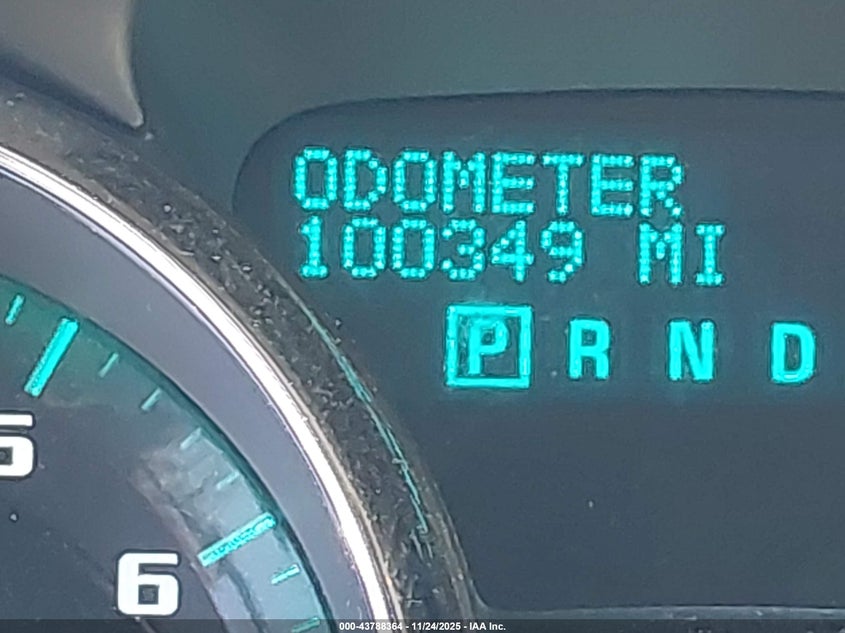 ODOMETER
100349 MI
P R N D
5
6
000-43788364 - 11/24/2025 - IAA Inc.